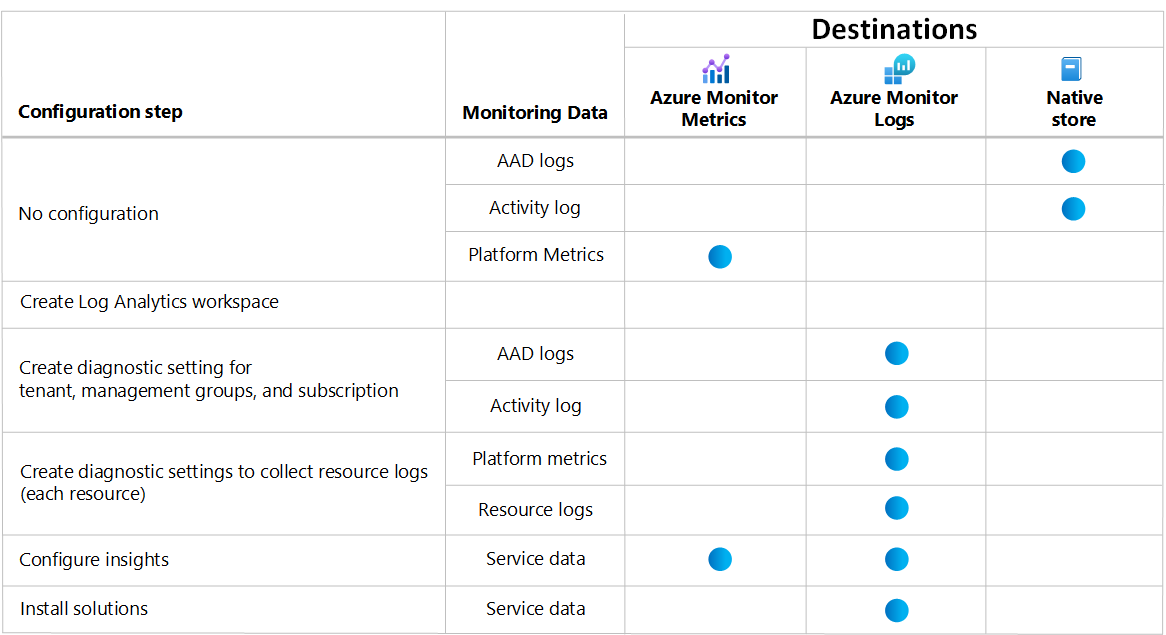 Destinations
Configuration step
Monitoring Data
Azure Monitor
Metrics
Azure Monitor
Logs
Native
store
No configuration
AAD logs
Activity log
Platform Metrics
Create Log Analytics workspace
Create diagnostic setting for
tenant, management groups, and subscription
AAD logs
Activity log
Create diagnostic settings to collect resource logs
(each resource)
Platform metrics
Resource logs
Configure insights
Service data
Install solutions
Service data